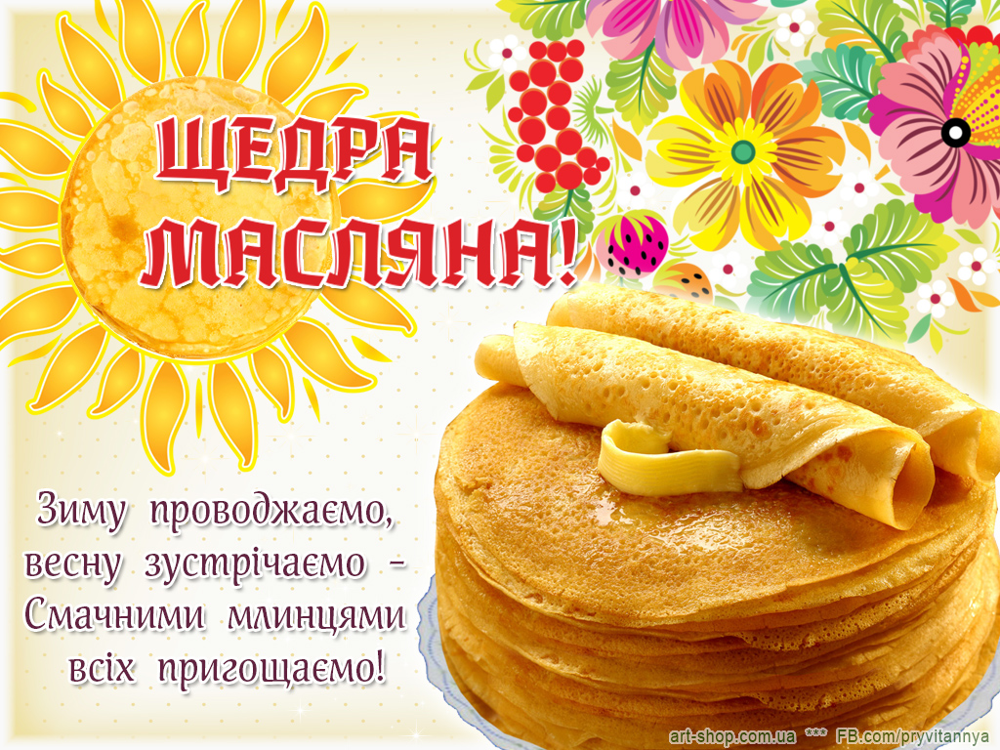 ЩЕДРА
МАСЛЯНА!
Зиму проводжаємо,
весну зустрічаємо -
Смачними млинцями
всіх пригощаємо!
art-shop.com.ua *** FB.com/pryvitannya